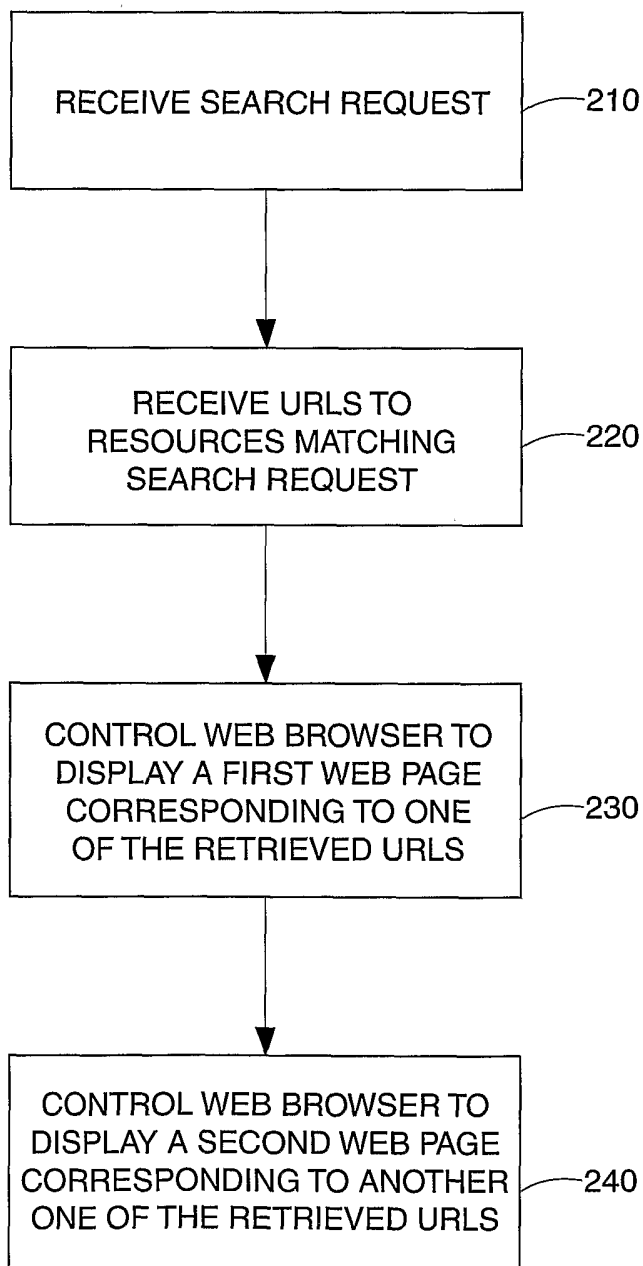 RECEIVE SEARCH REQUEST
210
RECEIVE URLS TO
RESOURCES MATCHING
SEARCH REQUEST
220
CONTROL WEB BROWSER TO
DISPLAY A FIRST WEB PAGE
CORRESPONDING TO ONE
OF THE RETRIEVED URLS
230
CONTROL WEB BROWSER TO
DISPLAY A SECOND WEB PAGE
CORRESPONDING TO ANOTHER
ONE OF THE RETRIEVED URLS
240